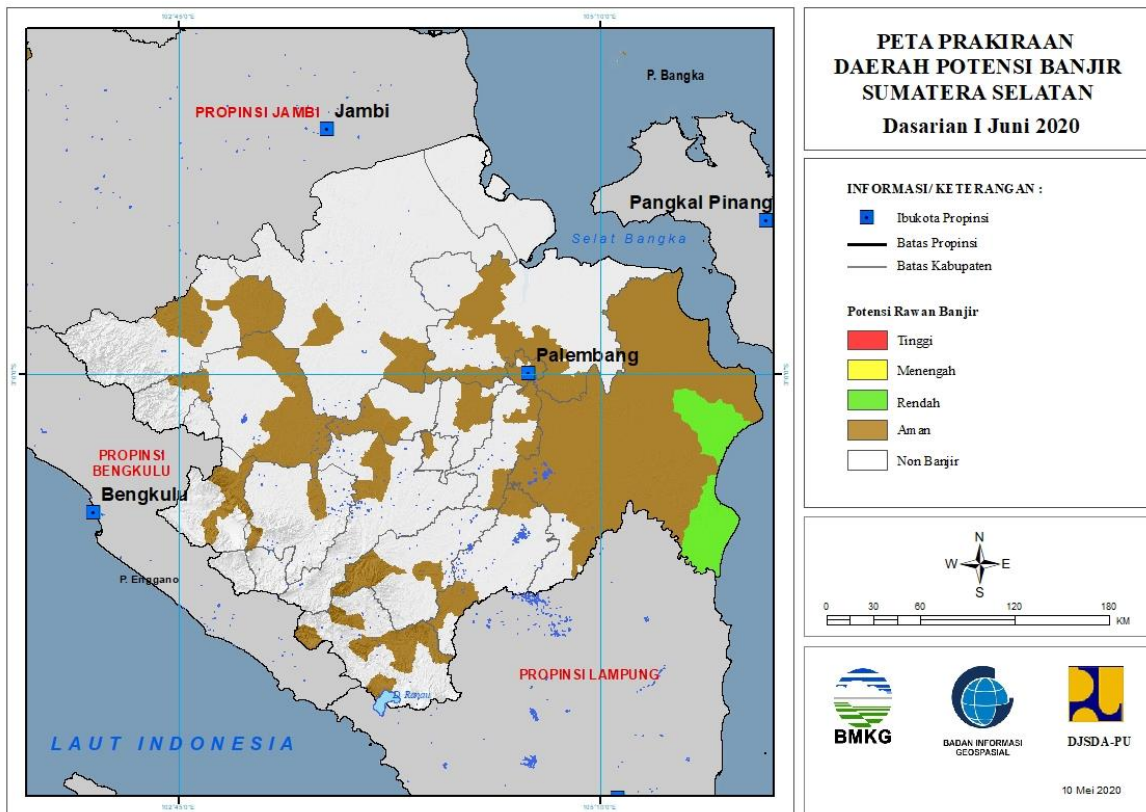 PETA PRAKIRAAN
DAERAH POTENSI BANJIR
SUMATERA SELATAN
Dasarian I Juni 2020
INFORMASI/ KETERANGAN :
Ibukota Propinsi
Batas Propinsi
Batas Kabupaten
Potensi Rawan Banjir
Tinggi
Menengah
Rendah
Aman
Non Banjir
N
W E
S
0 30 60 120 180
KM
BMKG
BADAN INFORMASI
GEOSPASIAL
DJSDA-PU
10 Mei 2020
P. Bangka
PROPINSI JAMBI
Jambi
Pangkal Pinang
Selat Bangka
Palembang
PROPINSI
BENGKULU
Bengkulu
P. Enggano
PROPINSI LAMPUNG
D. Ranau
LAUT INDONESIA